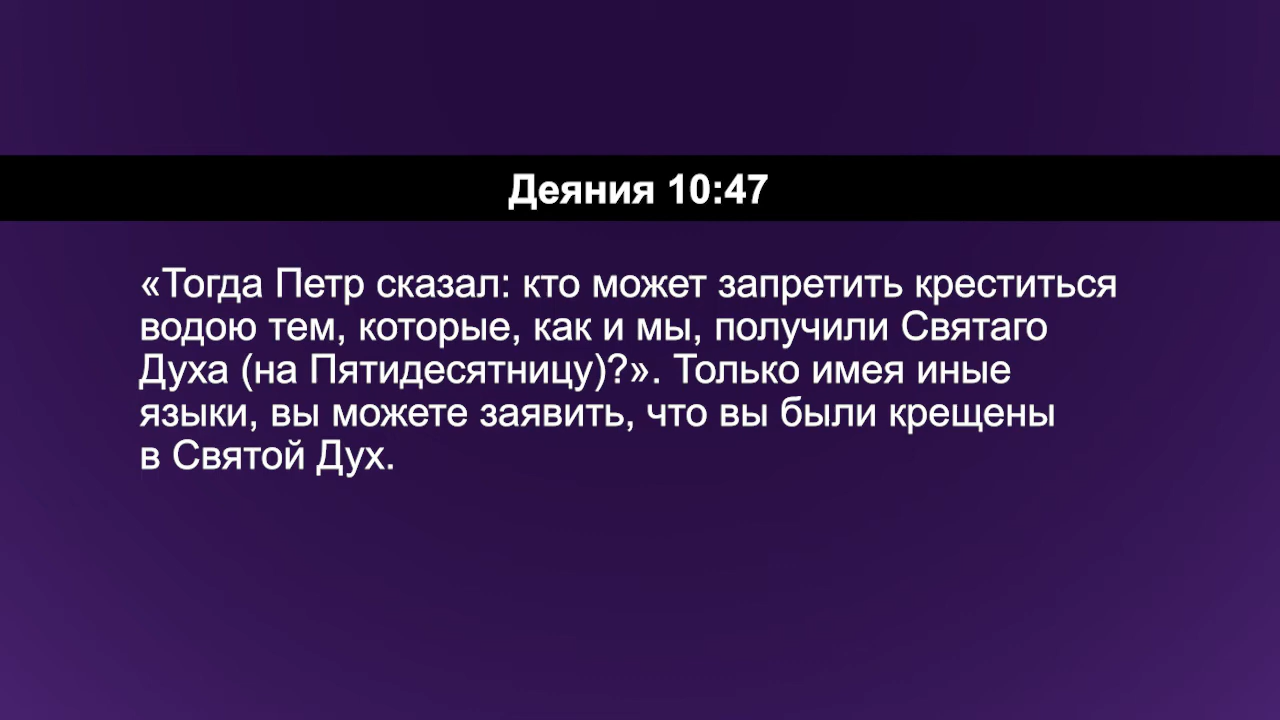 Деяния 10:47
«Тогда Петр сказал: кто может запретить креститься
водою тем, которые, как и мы, получили Святаго
Духа (на Пятидесятницу)?». Только имея иные
языки, вы можете заявить, что вы были крещены
в Святой Дух.